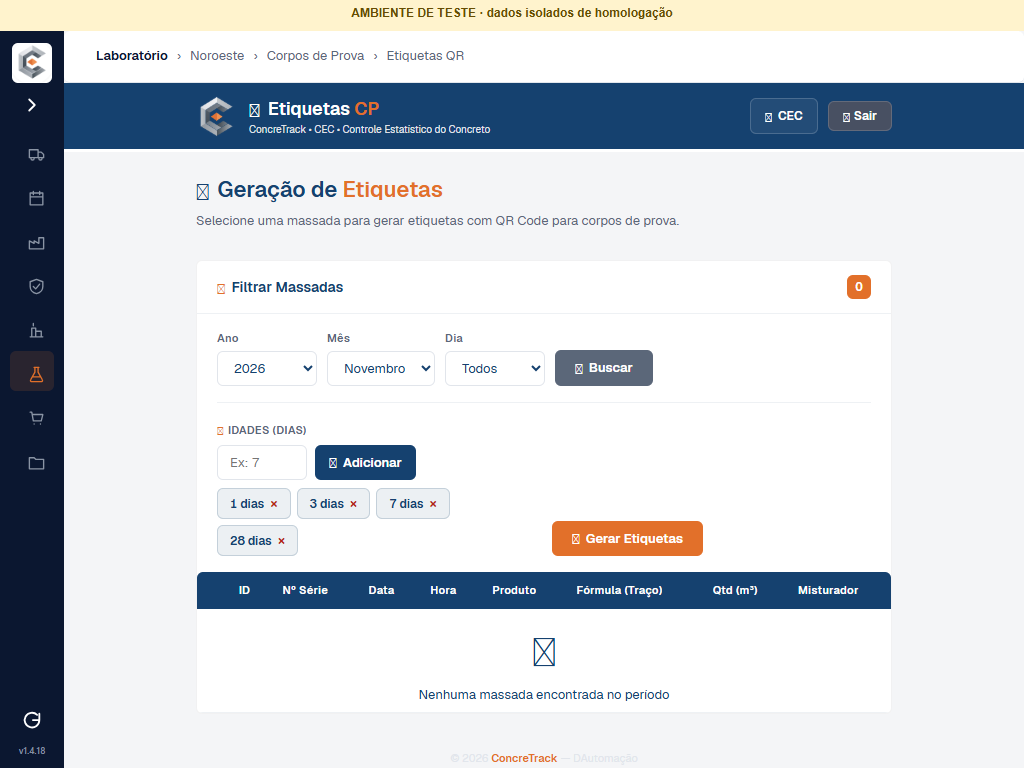 AMBIENTE DE TESTE · dados isolados de homologação
Laboratório › Noroeste › Corpos de Prova › Etiquetas QR
Etiquetas CP
ConcreTrack • CEC • Controle Estatístico do Concreto
CEC
Sair
Geração de Etiquetas
Selecione uma massada para gerar etiquetas com QR Code para corpos de prova.
Filtrar Massadas
0
Ano Mês Dia
2026 Novembro Todos Buscar
IDADES (DIAS)
Ex: 7 Adicionar
1 dias × 3 dias × 7 dias ×
28 dias × Gerar Etiquetas
ID Nº Série Data Hora Produto Fórmula (Traço) Qtd (m³) Misturador
Nenhuma massada encontrada no período
v1.4.18
© 2026 ConcreTrack — DAutomação